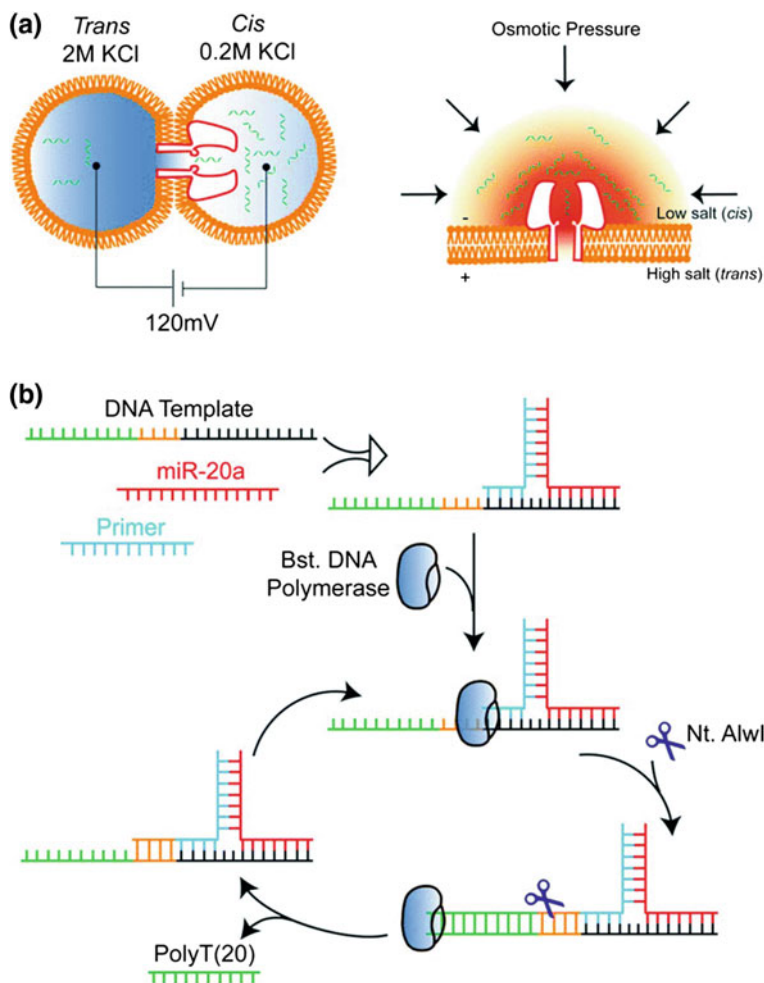 (a)
Trans
2M KCl
Cis
0.2M KCl
120mV
Osmotic Pressure
-
Low salt (cis)
+
High salt (trans)
(b)
DNA Template
miR-20a
Primer
Bst. DNA
Polymerase
Nt. AlwI
PolyT(20)